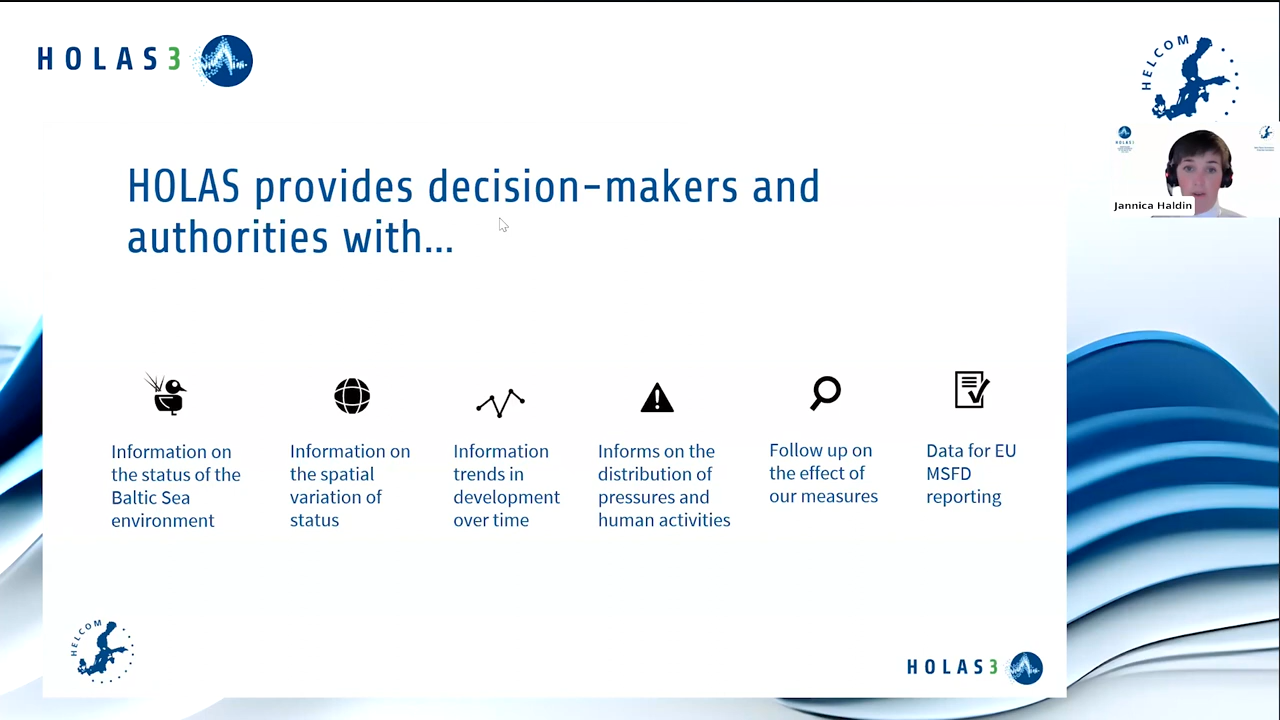 HOLAS3
HELCOM
Jannica Haldin
HOLAS provides decision-makers and
authorities with...
Information on
the status of the
Baltic Sea
environment
Information on
the spatial
variation of
status
Information
trends in
development
over time
Informs on the
distribution of
pressures and
human activities
Follow up on
the effect of
our measures
Data for EU
MSFD
reporting
HELCOM
HOLAS3